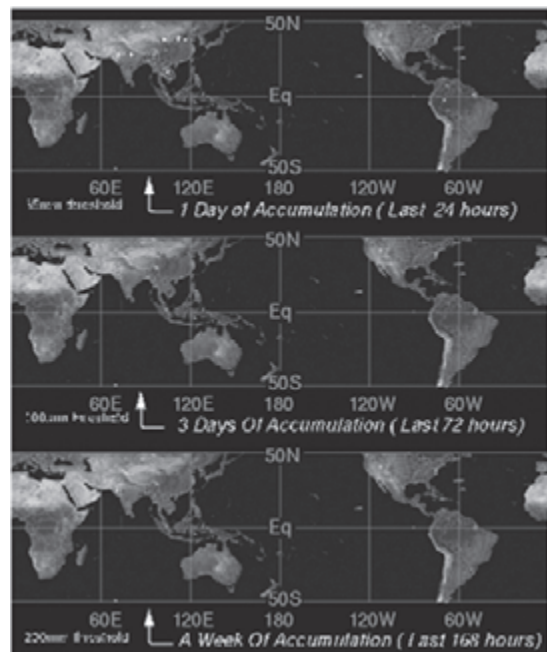 50N
Eq
50S
60E 120E 180 120W 60W
threshold 1 Day of Accumulation ( Last 24 hours)
50N
Eq
50S
60E 120E 180 120W 60W
threshold 3 Days Of Accumulation ( Last 72 hours)
50N
Eq
50S
60E 120E 180 120W 60W
threshold A Week Of Accumulation ( Last 168 hours)